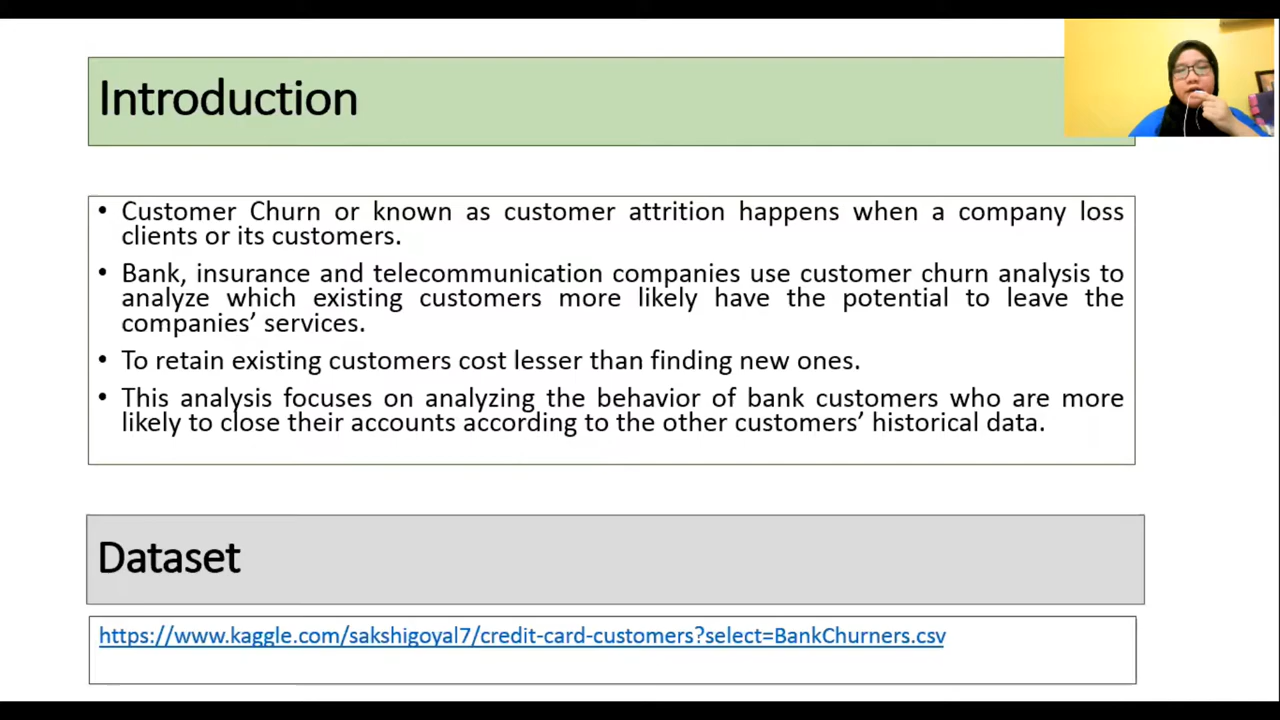 Introduction
• Customer Churn or known as customer attrition happens when a company loss
clients or its customers.
• Bank, insurance and telecommunication companies use customer churn analysis to
analyze which existing customers more likely have the potential to leave the
companies’ services.
• To retain existing customers cost lesser than finding new ones.
• This analysis focuses on analyzing the behavior of bank customers who are more
likely to close their accounts according to the other customers’ historical data.
Dataset
https://www.kaggle.com/sakshigoyal7/credit-card-customers?select=BankChurners.csv